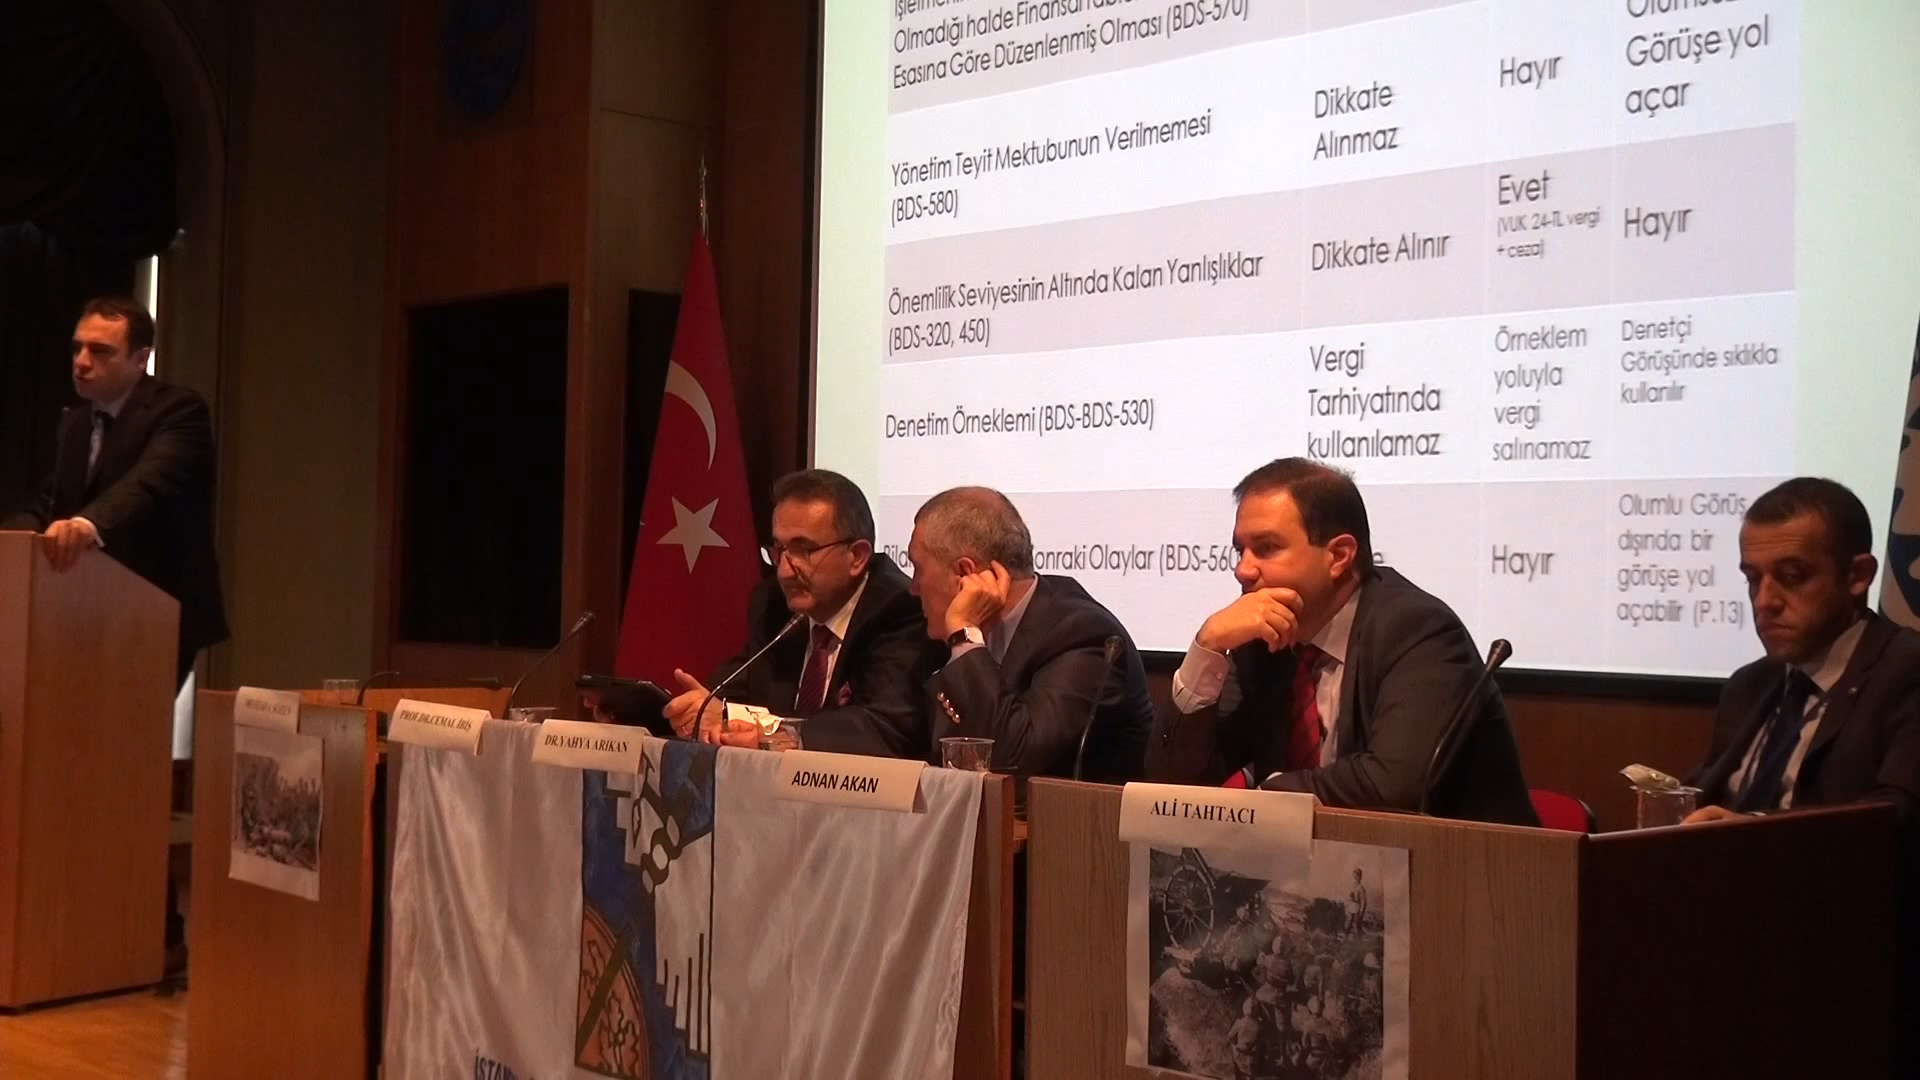 Olmadığı halde
Esasına Göre Düzenlenmiş Olması (BDS-570)
Hayır
Görüşe yol
açar
Yönetim Teyit Mektubunun Verilmemesi
(BDS-580)
Dikkate
Alınmaz
Önemlilik Seviyesinin Altında Kalan Yanlışlıklar
(BDS-320, 450)
Dikkate Alınır
Evet
(VUK 24-TL vergi
+ ceza)
Hayır
Denetim Örneklemi (BDS-BDS-530)
Vergi
Tarhiyatında
kullanılamaz
Örneklem
yoluyla
vergi
salınamaz
Denetçi
Görüşünde sıklıkla
kullanılır
Olaylar (BDS-560
Hayır
Olumlu Görüş
dışında bir
görüşe yol
açabilir (P.13)
PROF.DR.CEMAL İBİŞ
DR.YAHYA ARIKAN
ADNAN AKAN
ALİ TAHTACI